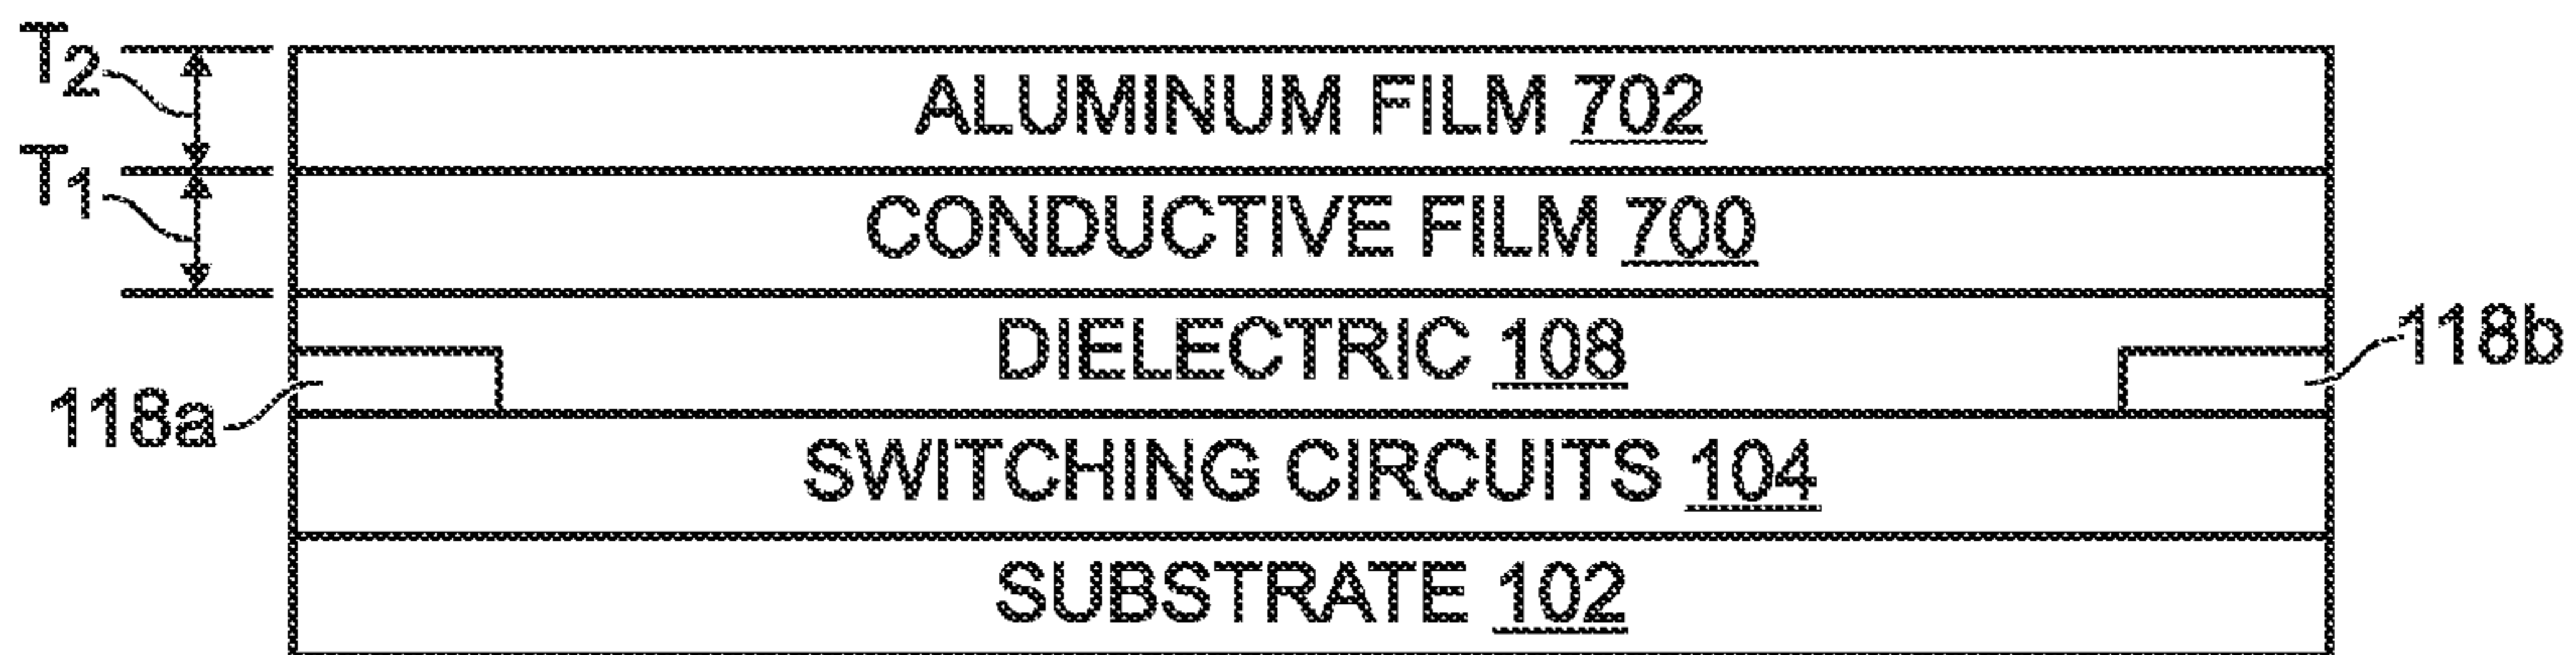 T2
ALUMINUM FILM 702
T1
CONDUCTIVE FILM 700
DIELECTRIC 108
118b
118a
SWITCHING CIRCUITS 104
SUBSTRATE 102